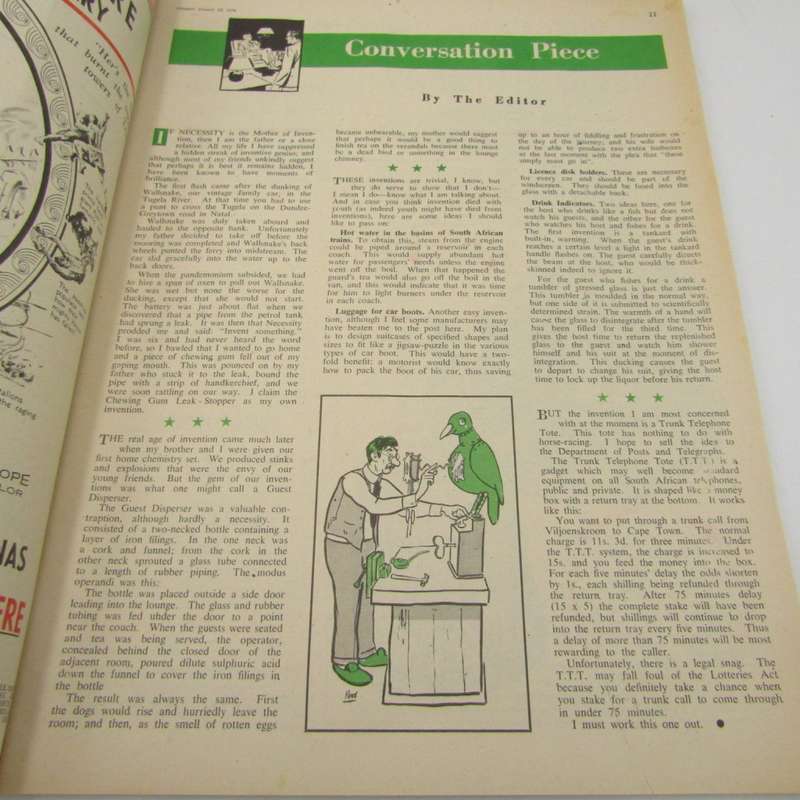 11
Conversation Piece
By The Editor
IF NECESSITY is the Mother of Inven-
tion, then I am the father or a close
relative. All my life I have suppressed
a hidden streak of inventive genius; and
although most of my friends unkindly suggest
that perhaps it is best it remains hidden, I
have been known to have moments of
brilliance.
The first flash came after the dunking of
Walhnake, our vintage family car, in the
Tugela River. At that time you had to use
a pont to cross the Tugela on the Dundee-
Greytown road in Natal.
Walhnake was duly taken aboard and
hauled to the opposite bank. Unfortunately
my father decided to take off before the
mooring was completed and Walhnake's back
wheels pronted the ferry into midstream. The
car slid gracefully into the water up to the
back doors.
When the pandemonium subsided, we had
to hire a span of oxen to pull out Walhnake.
She was wet but none the worse for the
ducking, except that she would not start.
The battery was just about flat when we
discovered that a pipe from the petrol tank
had sprung a leak. It was then that Necessity
prodded me and said: "Invent something."
I was six and had never heard the word
before, so I bawled that I wanted to go home
and a piece of chewing gum fell out of my
gaping mouth. This was pounced on by my
father who stuck it to the leak, bound the
pipe with a strip of handkerchief, and we
were soon rattling on our way. I claim the
Chewing Gum Leak-Stopper as my own
invention.
THE real age of invention came much later
when my brother and I were given our
first home chemistry set. We produced stinks
and explosions that were the envy of our
young friends. But the gem of our inven-
tions was what one might call a Guest
Disperser.
The Guest Disperser was a valuable con-
traption, although hardly a necessity. It
consisted of a two-necked bottle containing a
layer of iron filings. In the one neck was
a cork and funnel; from the cork in the
other neck sprouted a glass tube connected
to a length of rubber piping. The modus
operandi was this:
The bottle was placed outside a side door
leading into the lounge. The glass and rubber
tubing was fed under the door to a point
near the couch. When the guests were seated
and tea was being served, the operator,
concealed behind the closed door of the
adjacent room, poured dilute sulphuric acid
down the funnel to cover the iron filings in
the bottle
The result was always the same. First
the dogs would rise and hurriedly leave the
room; and then, as the smell of rotten eggs
became unbearable, my mother would suggest
that perhaps it would be a good thing to
finish tea on the verandah because there must
be a dead bird or something in the lounge
chimney.
THESE inventions are trivial, I know, but
they do serve to show that I don't—
I mean I do—know what I am talking about.
And in case you think invention died with
youth (as indeed youth might have died from
inventions), here are some ideas I should
like to pass on:
Hot water in the basins of South African
trains. To obtain this, steam from the engine
could be piped around a reservoir in each
coach. This would supply abundant hot
water for passengers' needs unless the engine
went off the boil. When that happened the
guard's tea would also go off the boil in the
van, and this would indicate that it was time
for him to light burners under the reservoir
in each coach.
Luggage for car boots. Another easy inven-
tion, although I feel some manufacturers may
have beaten me to the post here. My plan
is to design suitcases of specified shapes and
sizes to fit like a jigsaw-puzzle in the various
types of car boot. This would have a two-
fold benefit: a motorist would know exactly
how to pack the boot of his car, thus saving
up to an hour of fiddling and frustration on
the day of the journey; and his wife would
not be able to produce two extra suitcases
at the last moment with the plea that "these
simply must go in".
Licence disk holders. These are necessary
for every car and should be part of the
windscreen. They should be fused into the
glass with a detachable back.
Drink Indicators. Two ideas here, one for
the host who drinks like a fish but does not
watch his guests, and the other for the guest
who watches his host and fishes for a drink.
The first invention is a tankard with
built-in warning. When the guest's drink
reaches a certain level a light in the tankard
handle flashes on. The guest carefully directs
the beam at the host, who would be thick-
skinned indeed to ignore it.
For the guest who fishes for a drink a
tumbler of stressed glass is just the answer.
This tumbler is moulded in the normal way,
but one side of it is submitted to scientifically
determined strain. The warmth of a hand will
cause the glass to disintegrate after the tumbler
has been filled for the third time. This
gives the host time to return the replenished
glass to the guest and watch him shower
himself and his suit at the moment of dis-
integration. This ducking causes the guest
to depart to change his suit, giving the host
time to lock up the liquor before his return.
BUT the invention I am most concerned
with at the moment is a Trunk Telephone
Tote. This tote has nothing to do with
horse-racing. I hope to sell the idea to
the Department of Posts and Telegraphs.
The Trunk Telephone Tote (T.T.T.) is a
gadget which may well become standard
equipment on all South African telephones,
public and private. It is shaped like a money
box with a return tray at the bottom. It works
like this:
You want to put through a trunk call from
Viljoenskroon to Cape Town. The normal
charge is 11s. 3d. for three minutes. Under
the T.T.T. system, the charge is increased to
15s. and you feed the money into the box.
For each five minutes' delay the odds shorten
by 1s., each shilling being refunded through
the return tray. After 75 minutes delay
(15 x 5) the complete stake will have been
refunded, but shillings will continue to drop
into the return tray every five minutes. Thus
a delay of more than 75 minutes will be most
rewarding to the caller.
Unfortunately, there is a legal snag. The
T.T.T. may fall foul of the Lotteries Act
because you definitely take a chance when
you stake for a trunk call to come through
in under 75 minutes.
I must work this one out.
"Her's
that burnt the
towers of
the raging
OPE
LOR
NAS
ERE